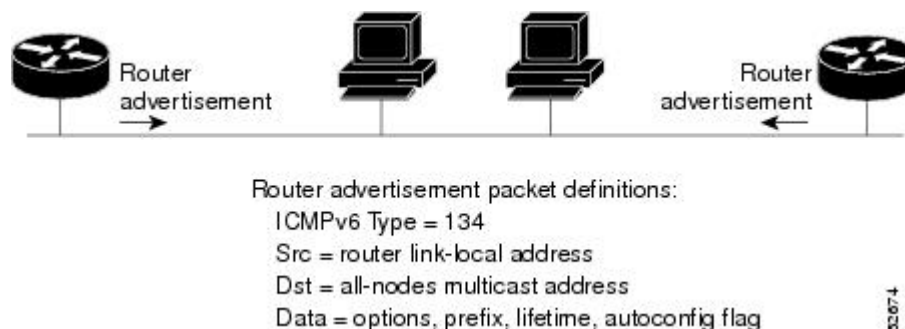 Router
advertisement
Router
advertisement
Router advertisement packet definitions:
ICMPv6 Type = 134
Src = router link-local address
Dst = all-nodes multicast address
Data = options, prefix, lifetime, autoconfig flag
52674